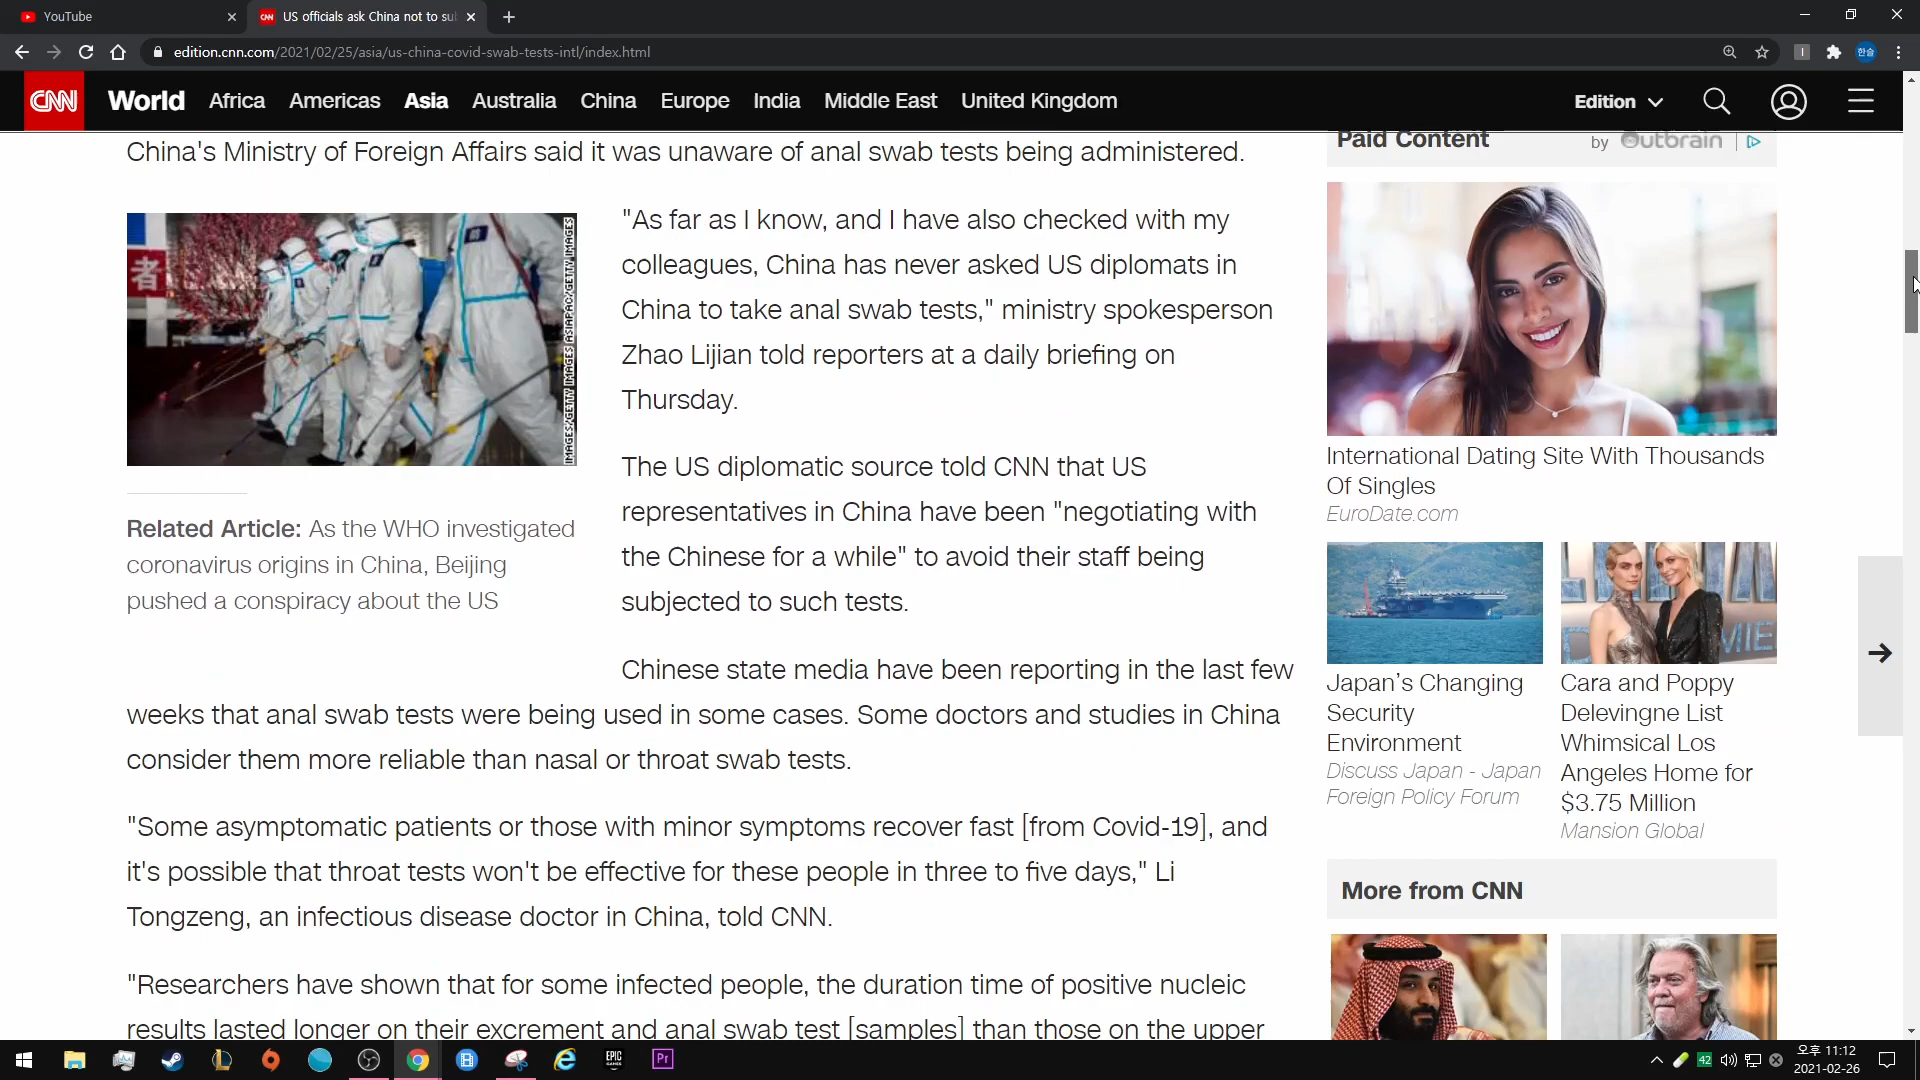 YouTube
CNN US officials ask China not to su
edition.cnn.com/2021/02/25/asia/us-china-covid-swab-tests-intl/index.html
한솔
CNN World Africa Americas Asia Australia China Europe India Middle East United Kingdom Edition
China's Ministry of Foreign Affairs said it was unaware of anal swab tests being administered.
者
IMAGES/GETTY IMAGES ASIAPAC/GETTY IMAGES
Related Article: As the WHO investigated
coronavirus origins in China, Beijing
pushed a conspiracy about the US
"As far as I know, and I have also checked with my
colleagues, China has never asked US diplomats in
China to take anal swab tests," ministry spokesperson
Zhao Lijian told reporters at a daily briefing on
Thursday.
The US diplomatic source told CNN that US
representatives in China have been "negotiating with
the Chinese for a while" to avoid their staff being
subjected to such tests.
Chinese state media have been reporting in the last few
weeks that anal swab tests were being used in some cases. Some doctors and studies in China
consider them more reliable than nasal or throat swab tests.
"Some asymptomatic patients or those with minor symptoms recover fast [from Covid-19], and
it's possible that throat tests won't be effective for these people in three to five days," Li
Tongzeng, an infectious disease doctor in China, told CNN.
"Researchers have shown that for some infected people, the duration time of positive nucleic
results lasted longer on their excrement and anal swab test [samples] than those on the upper
Paid Content
by Outbrain
International Dating Site With Thousands
Of Singles
EuroDate.com
Japan's Changing
Security
Environment
Discuss Japan - Japan
Foreign Policy Forum
Cara and Poppy
Delevingne List
Whimsical Los
Angeles Home for
$3.75 Million
Mansion Global
More from CNN
EPIC
GAMES
Pr
42
오후 11:12
2021-02-26